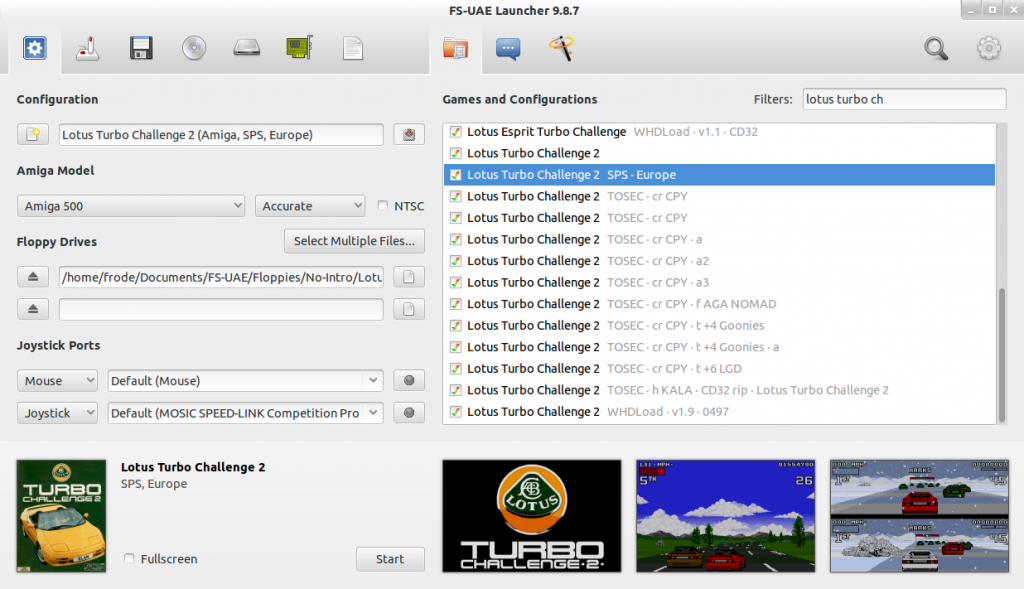 FS-UAE Launcher 9.8.7
Configuration
Lotus Turbo Challenge 2 (Amiga, SPS, Europe)
Amiga Model
Amiga 500
Accurate
NTSC
Floppy Drives
Select Multiple Files...
/home/frode/Documents/FS-UAE/Floppies/No-Intro/Lotu
Joystick Ports
Mouse
Default (Mouse)
Joystick
Default (MOSIC SPEED-LINK Competition Pro
Games and Configurations
Filters:
lotus turbo ch
Lotus Esprit Turbo Challenge WHDLoad · v1.1 · CD32
Lotus Turbo Challenge 2
Lotus Turbo Challenge 2 SPS · Europe
Lotus Turbo Challenge 2 TOSEC · cr CPY
Lotus Turbo Challenge 2 TOSEC · cr CPY
Lotus Turbo Challenge 2 TOSEC · cr CPY · a
Lotus Turbo Challenge 2 TOSEC · cr CPY · a2
Lotus Turbo Challenge 2 TOSEC · cr CPY · a3
Lotus Turbo Challenge 2 TOSEC · cr CPY · f AGA NOMAD
Lotus Turbo Challenge 2 TOSEC · cr CPY · t +4 Goonies
Lotus Turbo Challenge 2 TOSEC · cr CPY · t +4 Goonies · a
Lotus Turbo Challenge 2 TOSEC · cr CPY · t +6 LGD
Lotus Turbo Challenge 2 TOSEC · h KALA · CD32 rip · Lotus Turbo Challenge 2
Lotus Turbo Challenge 2 WHDLoad · v1.9 · 0497
TURBO
CHALLENGE 2
Lotus Turbo Challenge 2
SPS, Europe
Fullscreen
Start
LOTUS
TURBO
CHALLENGE·2·
131 MPH
5TH
01554790
26
1ST
1ST